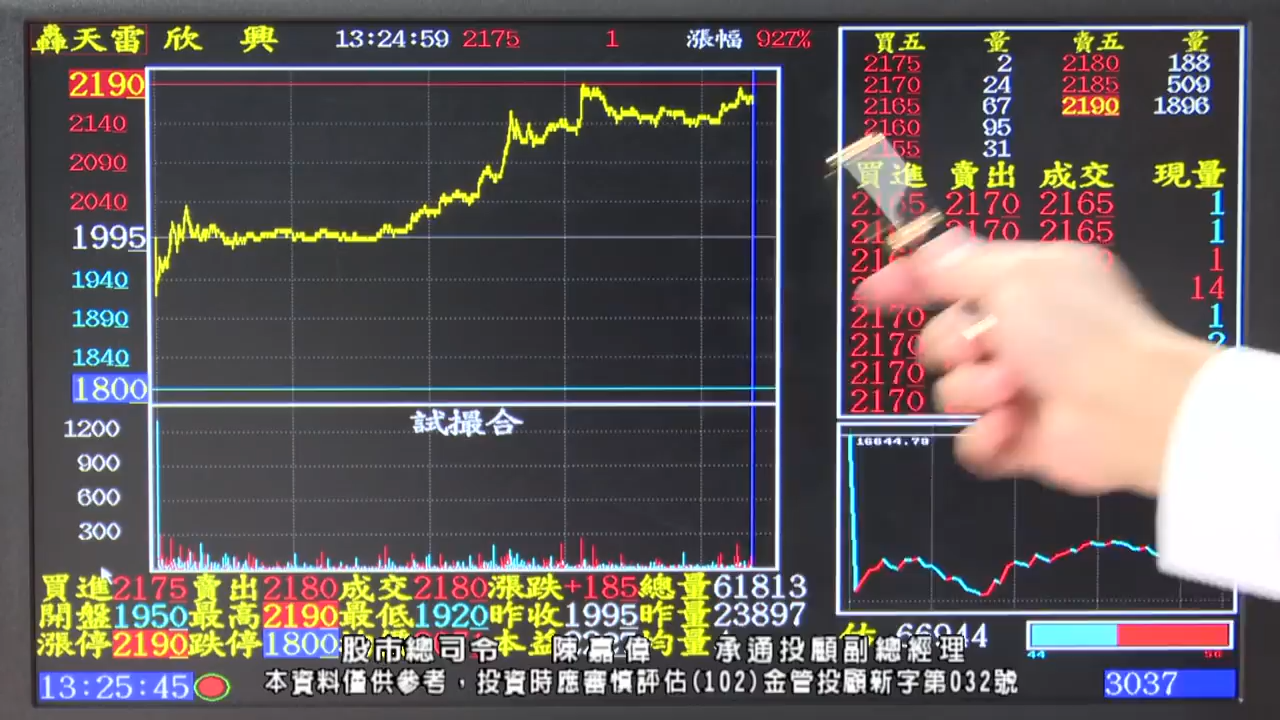 轟天雷 欣 興 13:24:59 2175 1 漲幅 927%
2190
2140
2090
2040
1995
1940
1890
1840
1800
試撮合
1200
900
600
300
買五 量 賣五 量
2175 2 2180 188
2170 24 2185 509
2165 67 2190 1896
2160 95
31
買進 賣出 成交 現量
2165 2170 2165 1
2170 2165 1
1
14
2170 1
2170
2170
2170
16644.79
買進2175賣出2180成交2180漲跌+185總量61813
開盤1950最高2190最低1920昨收1995昨量23897
漲停2190跌停1800 本益 均量
66944
44 56
股市總司令 陳嘉偉 承通投顧副總經理
13:25:45 本資料僅供參考，投資時應審慎評估(102)金管投顧新字第032號 3037